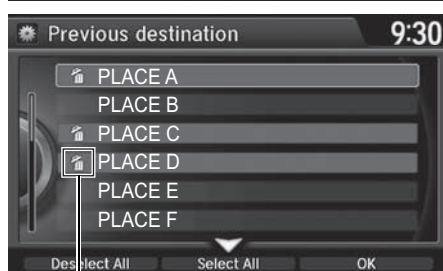 Previous destination 9:30
PLACE A
PLACE B
PLACE C
PLACE D
PLACE E
PLACE F
Deselect All Select All OK